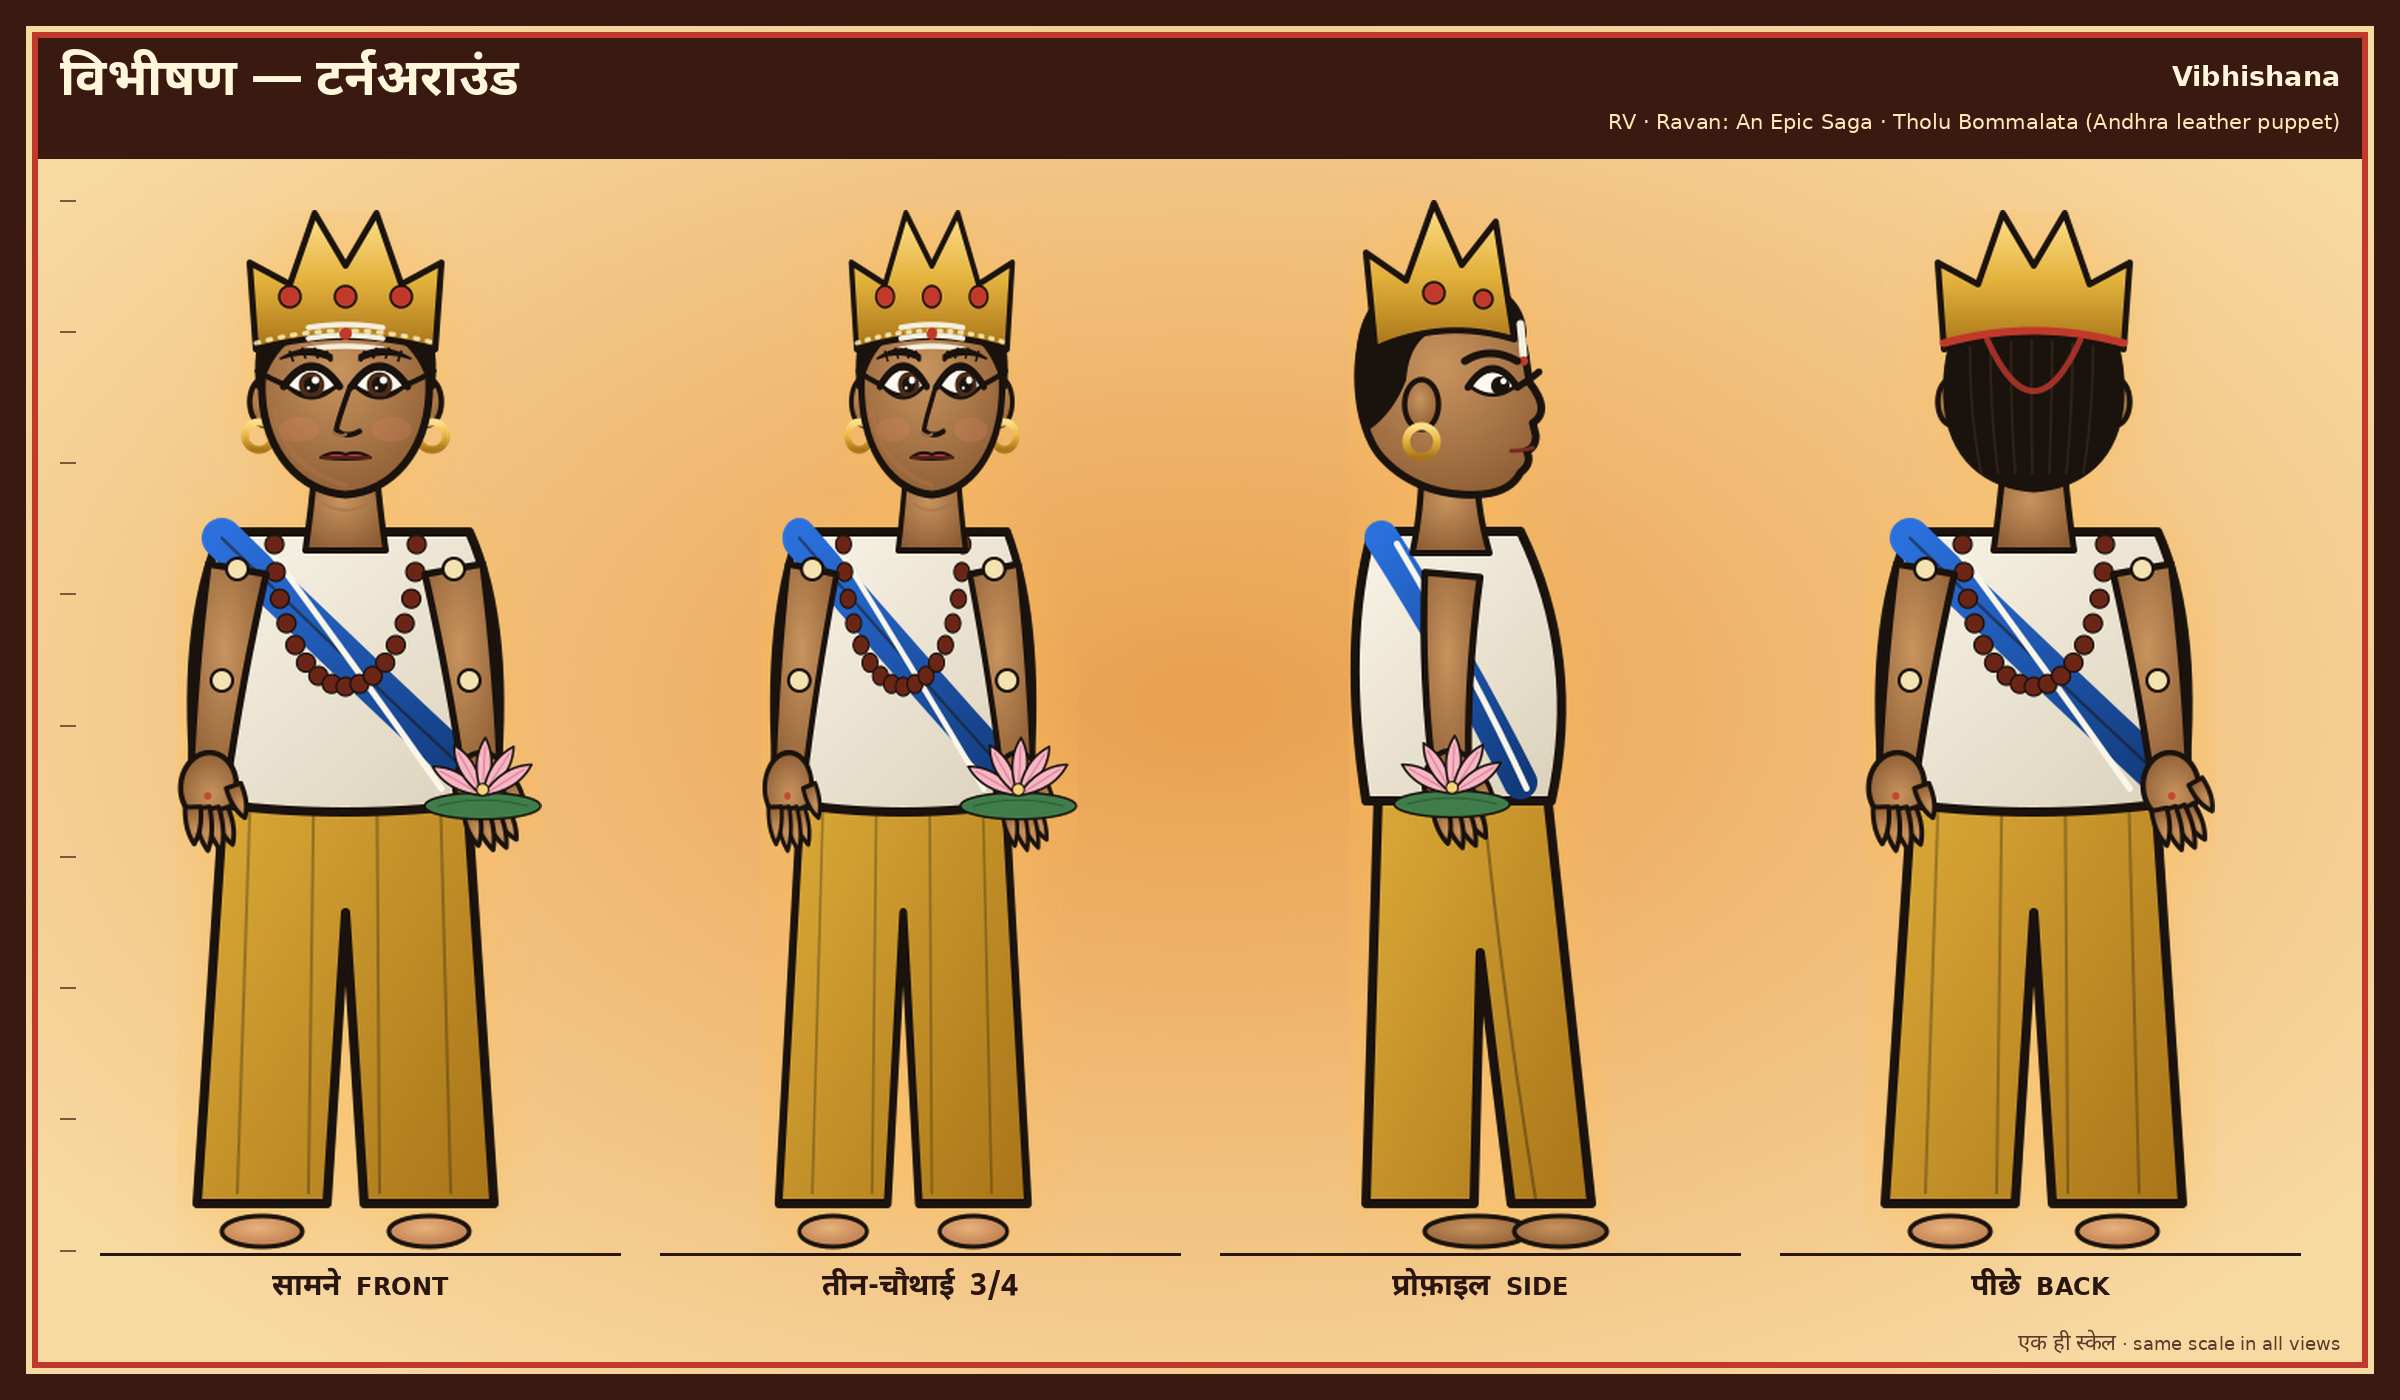 विभीषण — टर्नअराउंड
Vibhishana
RV · Ravan: An Epic Saga · Tholu Bommalata (Andhra leather puppet)
सामने FRONT
तीन-चौथाई 3/4
प्रोफ़ाइल SIDE
पीछे BACK
एक ही स्केल · same scale in all views